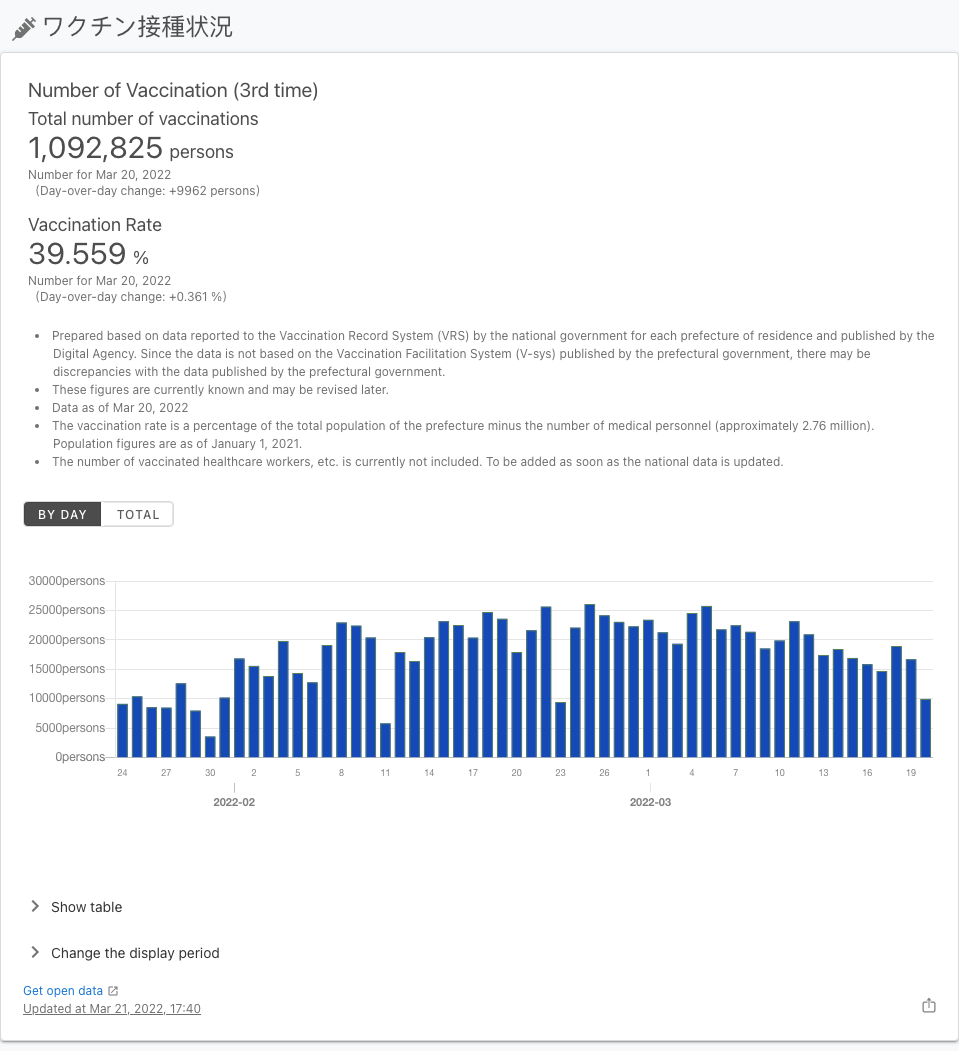 ワクチン接種状況
Number of Vaccination (3rd time)
Total number of vaccinations
1,092,825 persons
Number for Mar 20, 2022
(Day-over-day change: +9962 persons)
Vaccination Rate
39.559 %
Number for Mar 20, 2022
(Day-over-day change: +0.361 %)
• Prepared based on data reported to the Vaccination Record System (VRS) by the national government for each prefecture of residence and published by the
Digital Agency. Since the data is not based on the Vaccination Facilitation System (V-sys) published by the prefectural government, there may be
discrepancies with the data published by the prefectural government.
• These figures are currently known and may be revised later.
• Data as of Mar 20, 2022
• The vaccination rate is a percentage of the total population of the prefecture minus the number of medical personnel (approximately 2.76 million).
Population figures are as of January 1, 2021.
• The number of vaccinated healthcare workers, etc. is currently not included. To be added as soon as the national data is updated.
BY DAY TOTAL
30000persons
25000persons
20000persons
15000persons
10000persons
5000persons
0persons
24 27 30 2 5 8 11 14 17 20 23 26 1 4 7 10 13 16 19
2022-02 2022-03
Show table
Change the display period
Get open data
Updated at Mar 21, 2022, 17:40